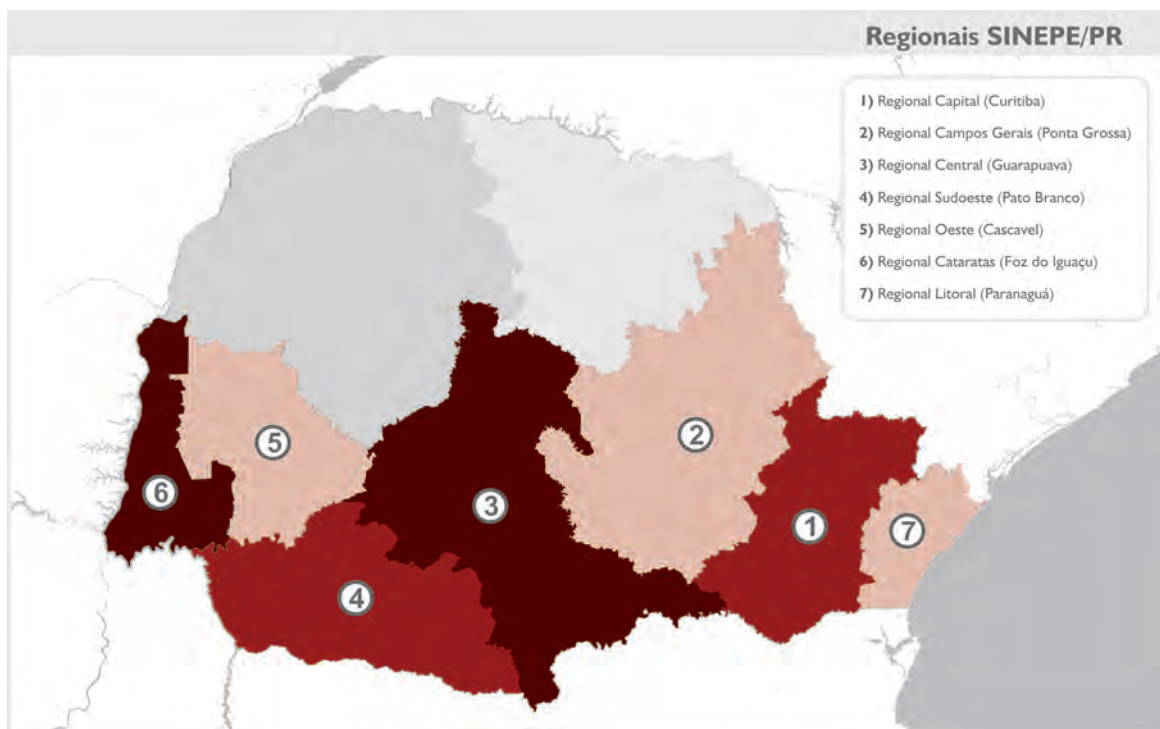 Regionais SINEPE/PR
1) Regional Capital (Curitiba)
2) Regional Campos Gerais (Ponta Grossa)
3) Regional Central (Guarapuava)
4) Regional Sudoeste (Pato Branco)
5) Regional Oeste (Cascavel)
6) Regional Cataratas (Foz do Iguaçu)
7) Regional Litoral (Paranaguá)
2
5
6
3
1
7
4